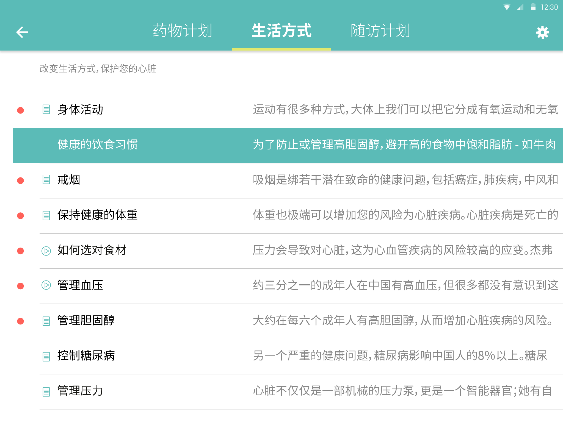 12:30
药物计划 生活方式 随访计划
改变生活方式,保护您的心脏
身体活动 运动有很多种方式,大体上我们可以把它分成有氧运动和无氧
健康的饮食习惯 为了防止或管理高胆固醇,避开高的食物中饱和脂肪 - 如牛肉
戒烟 吸烟是绑若干潜在致命的健康问题,包括癌症,肺疾病,中风和
保持健康的体重 体重也极端可以增加您的风险为心脏疾病。心脏疾病是死亡的
如何选对食材 压力会导致对心脏,这为心血管疾病的风险较高的应变。杰弗
管理血压 约三分之一的成年人在中国有高血压,但很多都没有意识到这
管理胆固醇 大约在每六个成年人有高胆固醇,从而增加心脏疾病的风险。
控制糖尿病 另一个严重的健康问题,糖尿病影响中国人的8%以上。糖尿
管理压力 心脏不仅仅是一部机械的压力泵,更是一个智能器官;她有自